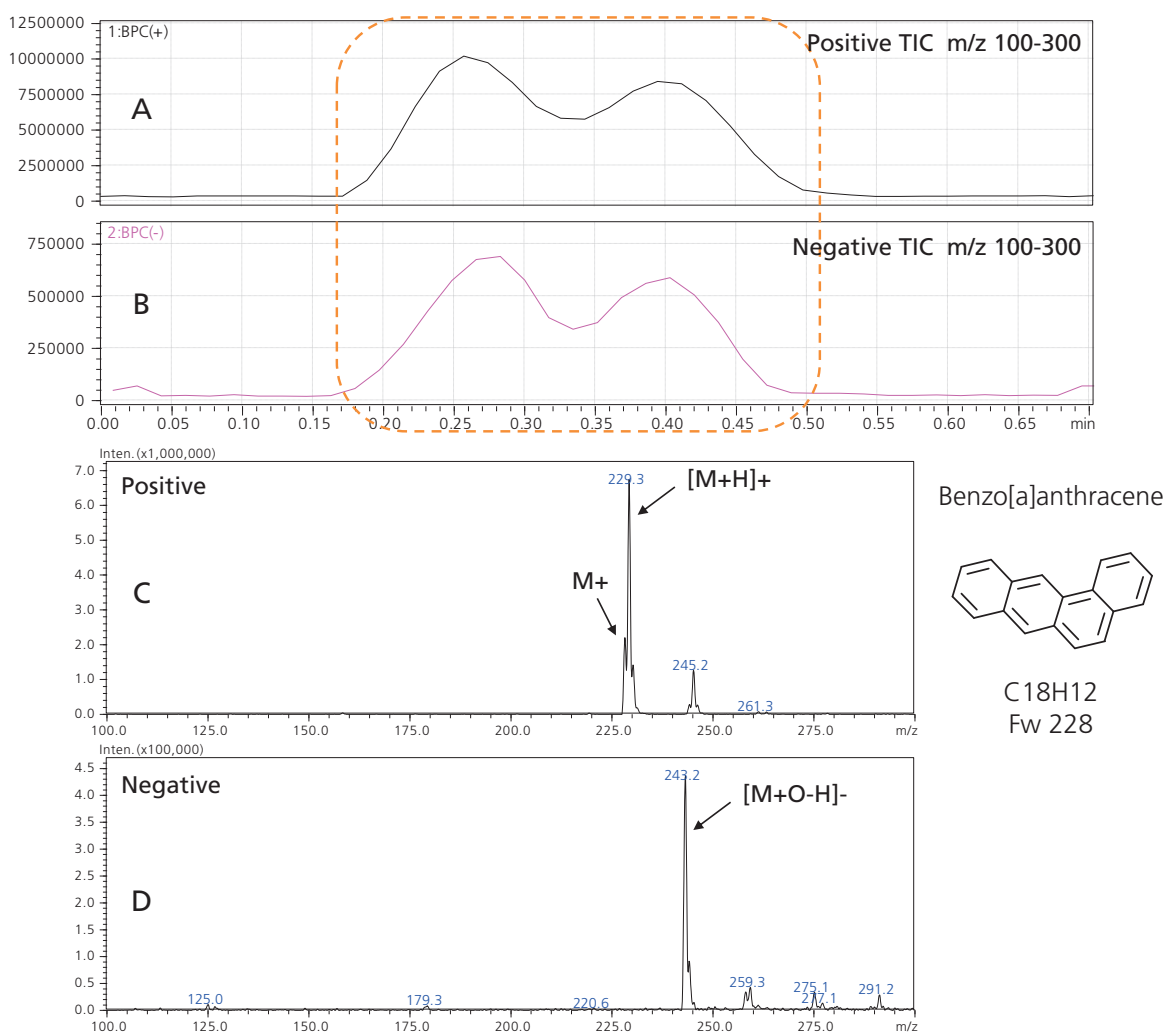 12500000
1:BPC(+)
Positive TIC m/z 100-300
10000000
7500000
A
5000000
2500000
0
2:BPC(-)
750000
Negative TIC m/z 100-300
500000
B
250000
0
0.00 0.05 0.10 0.15 0.20 0.25 0.30 0.35 0.40 0.45 0.50 0.55 0.60 0.65 min
Inten. (x1,000,000)
7.0
Positive
229.3
[M+H]+
6.0
5.0
4.0
M+
C
3.0
2.0
245.2
1.0
261.3
0.0
100.0 125.0 150.0 175.0 200.0 225.0 250.0 275.0 m/z
Benzo[a]anthracene
C18H12
Fw 228
Inten. (x100,000)
4.5
Negative
243.2
[M+O-H]-
4.0
3.5
3.0
2.5
D
2.0
1.5
1.0
0.5
125.0 179.3 220.6 259.3 275.1 277.1 291.2
0.0
100.0 125.0 150.0 175.0 200.0 225.0 250.0 275.0 m/z